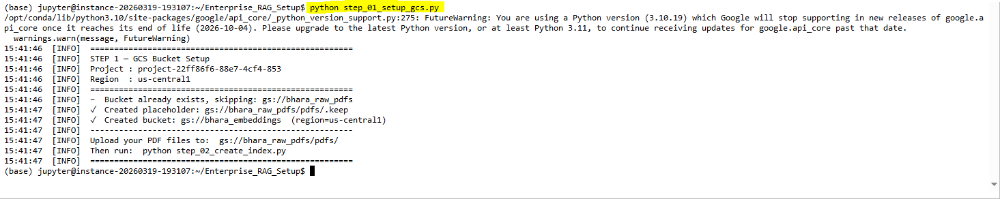 (base) jupyter@instance-20260319-193107:~/Enterprise_RAG_Setup$ python step_01_setup_gcs.py
/opt/conda/lib/python3.10/site-packages/google/api_core/_python_version_support.py:275: FutureWarning: You are using a Python version (3.10.19) which Google will stop supporting in new releases of google.a
pi_core once it reaches its end of life (2026-10-04). Please upgrade to the latest Python version, or at least Python 3.11, to continue receiving updates for google.api_core past that date.
  warnings.warn(message, FutureWarning)
15:41:46  [INFO]  =======================================================
15:41:46  [INFO]  STEP 1 — GCS Bucket Setup
15:41:46  [INFO]  Project : project-22ff86f6-88e7-4cf4-853
15:41:46  [INFO]  Region  : us-central1
15:41:46  [INFO]  =======================================================
15:41:46  [INFO]  –  Bucket already exists, skipping: gs://bhara_raw_pdfs
15:41:47  [INFO]  ✓  Created placeholder: gs://bhara_raw_pdfs/pdfs/.keep
15:41:47  [INFO]  ✓  Created bucket: gs://bhara_embeddings  (region=us-central1)
15:41:47  [INFO]  -------------------------------------------------------
15:41:47  [INFO]  Upload your PDF files to:  gs://bhara_raw_pdfs/pdfs/
15:41:47  [INFO]  Then run:  python step_02_create_index.py
15:41:47  [INFO]  =======================================================
(base) jupyter@instance-20260319-193107:~/Enterprise_RAG_Setup$